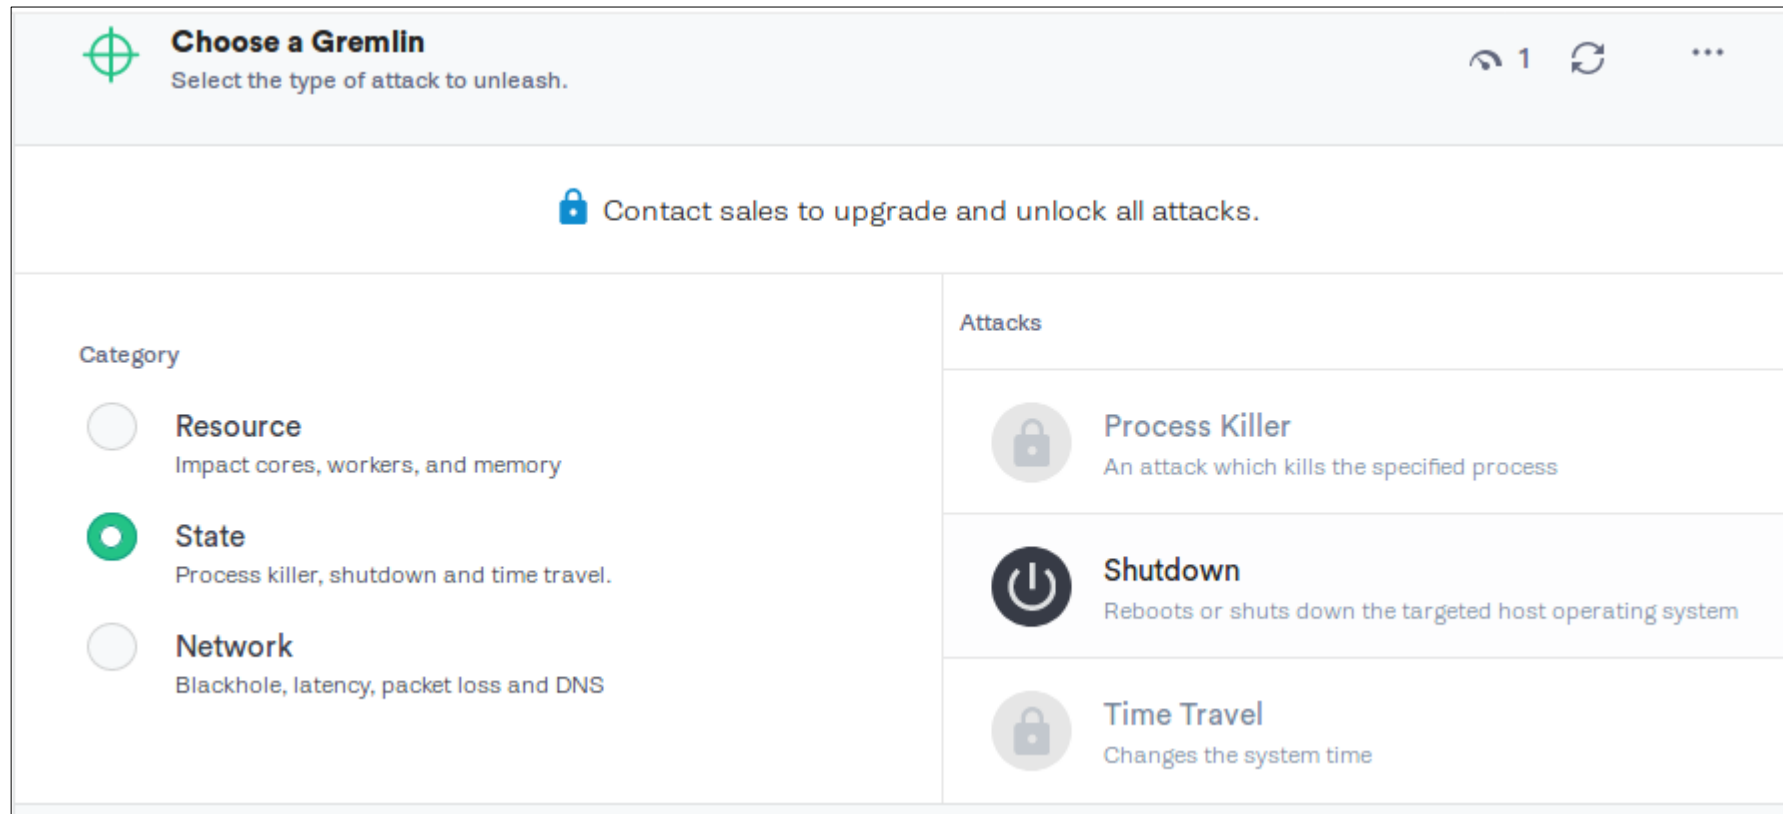 Choose a Gremlin
Select the type of attack to unleash.
1
...
Contact sales to upgrade and unlock all attacks.
Category
Resource
Impact cores, workers, and memory
State
Process killer, shutdown and time travel.
Network
Blackhole, latency, packet loss and DNS
Attacks
Process Killer
An attack which kills the specified process
Shutdown
Reboots or shuts down the targeted host operating system
Time Travel
Changes the system time